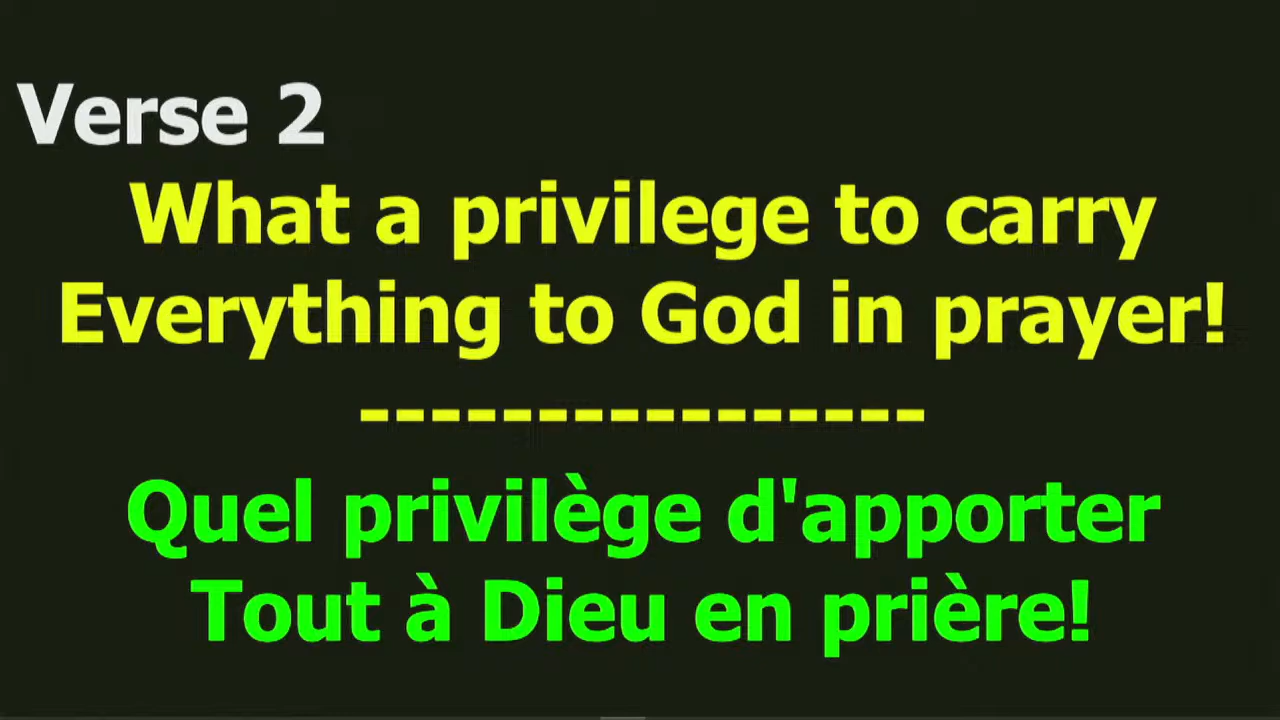 Verse 2
What a privilege to carry
Everything to God in prayer!
----------------
Quel privilège d'apporter
Tout à Dieu en prière!